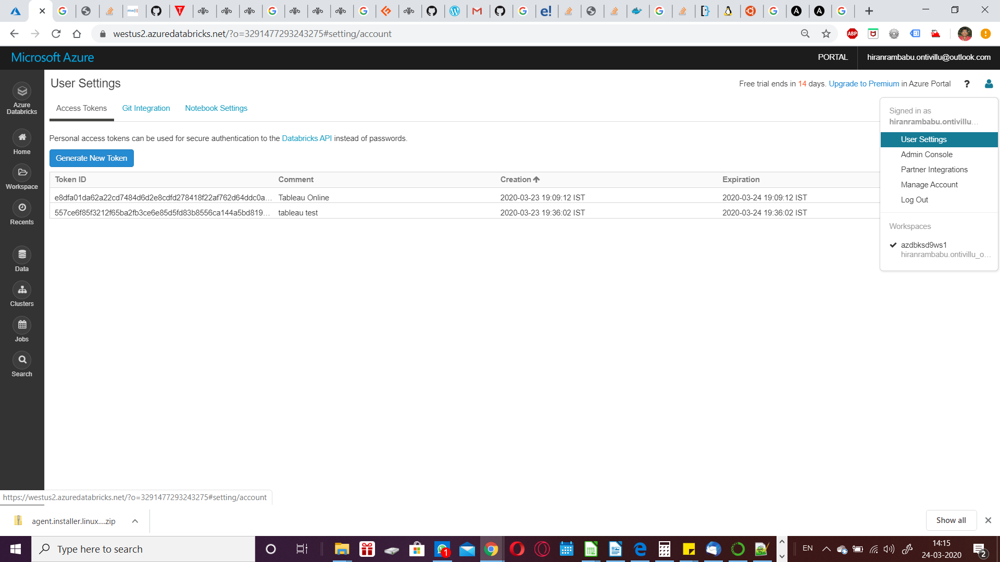 westus2.azuredatabricks.net/?o=3291477293243275#setting/account
ABP
Microsoft Azure
PORTAL
hiranrambabu.ontivillu@outlook.com
User Settings
Free trial ends in 14 days. Upgrade to Premium in Azure Portal
?
Access Tokens
Git Integration
Notebook Settings
Personal access tokens can be used for secure authentication to the Databricks API instead of passwords.
Generate New Token
Token ID Comment Creation Expiration
e8dfa01da62a22cd7484d6d2e8cdfd278418f22af762d64ddc0a... Tableau Online 2020-03-23 19:09:12 IST 2020-03-24 19:09:12 IST
557ce6f85f3212f65ba2fb3ce6e85d5fd83b8556ca144a5bd819... tableau test 2020-03-23 19:36:02 IST 2020-03-24 19:36:02 IST
Signed in as
hiranrambabu.ontivillu...
User Settings
Admin Console
Partner Integrations
Manage Account
Log Out
Workspaces
azdbksd9ws1
hiranrambabu.ontivillu_o...
Azure
Databricks
Home
Workspace
Recents
Data
Clusters
Jobs
Search
https://westus2.azuredatabricks.net/?o=3291477293243275#setting/account
agent.installer.linux....zip
Show all
Type here to search
1
EN
14:15
24-03-2020
2